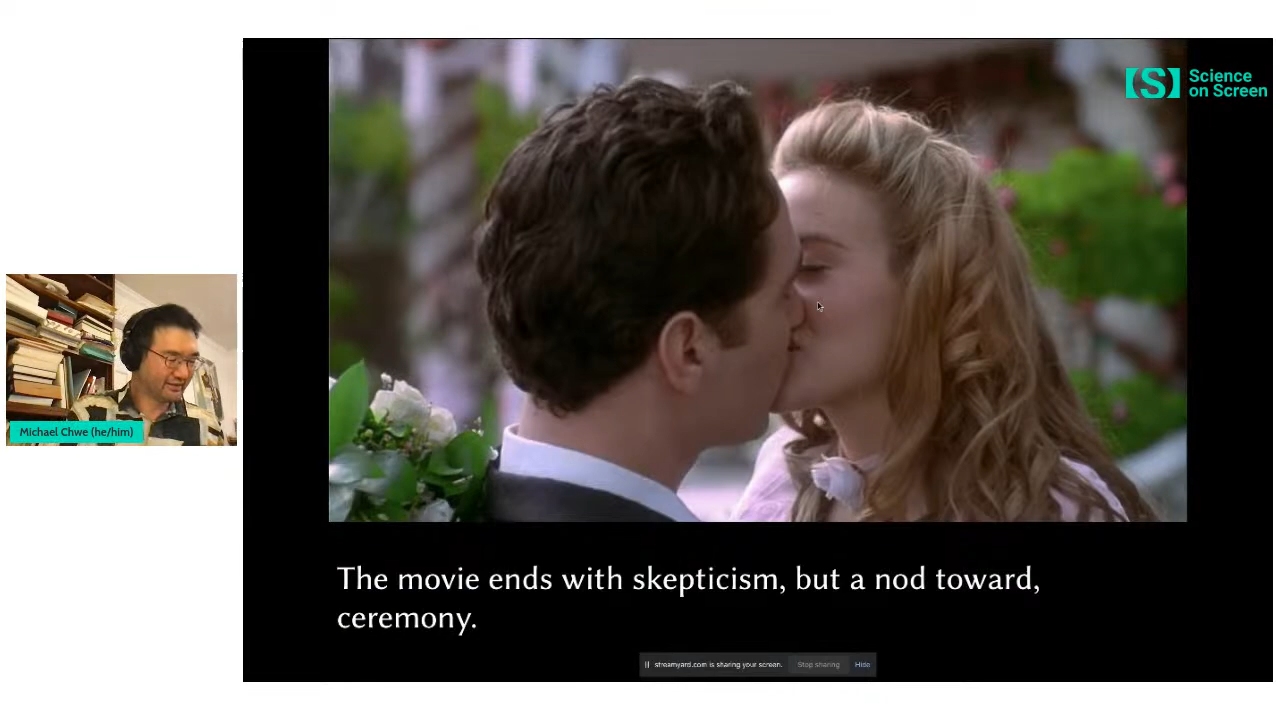 [S] Science
on Screen
Michael Chwe (he/him)
The movie ends with skepticism, but a nod toward,
ceremony.
streamyard.com is sharing your screen. Stop sharing Hide